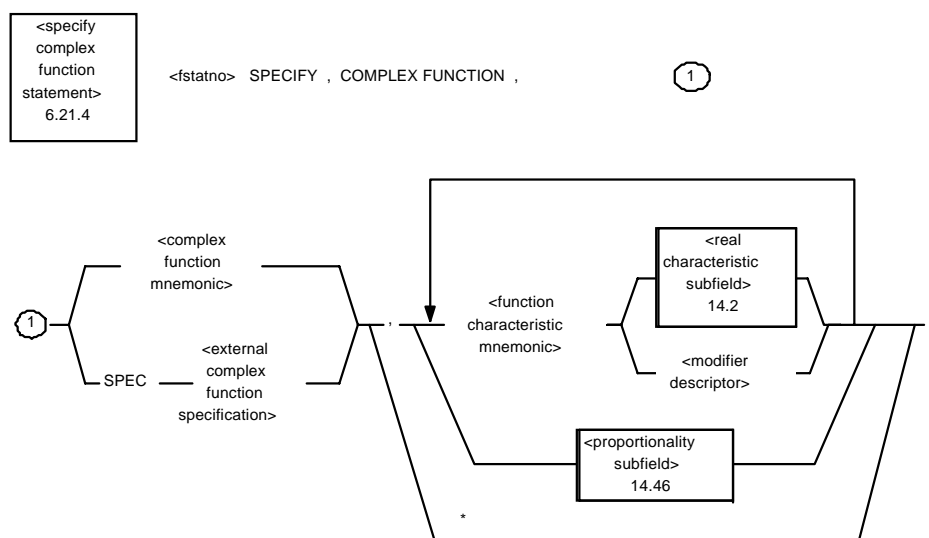 <specify
complex
function
statement>
6.21.4
<fstatno> SPECIFY , COMPLEX FUNCTION ,
1
<complex
function
mnemonic>
1
SPEC
<external
complex
function
specification>
,
<function
characteristic
mnemonic>
<real
characteristic
subfield>
14.2
<modifier
descriptor>
<proportionality
subfield>
14.46
*